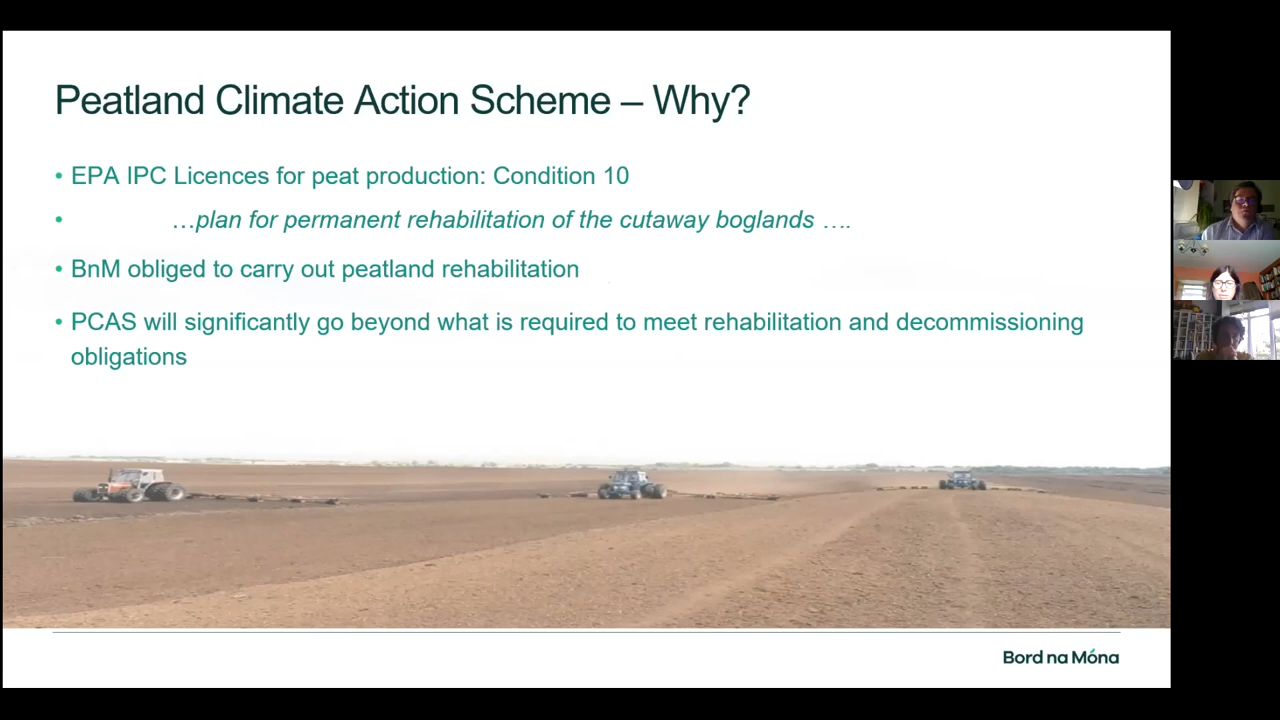 Peatland Climate Action Scheme – Why?
• EPA IPC Licences for peat production: Condition 10
• …plan for permanent rehabilitation of the cutaway boglands ….
• BnM obliged to carry out peatland rehabilitation
• PCAS will significantly go beyond what is required to meet rehabilitation and decommissioning
obligations
Bord na Móna